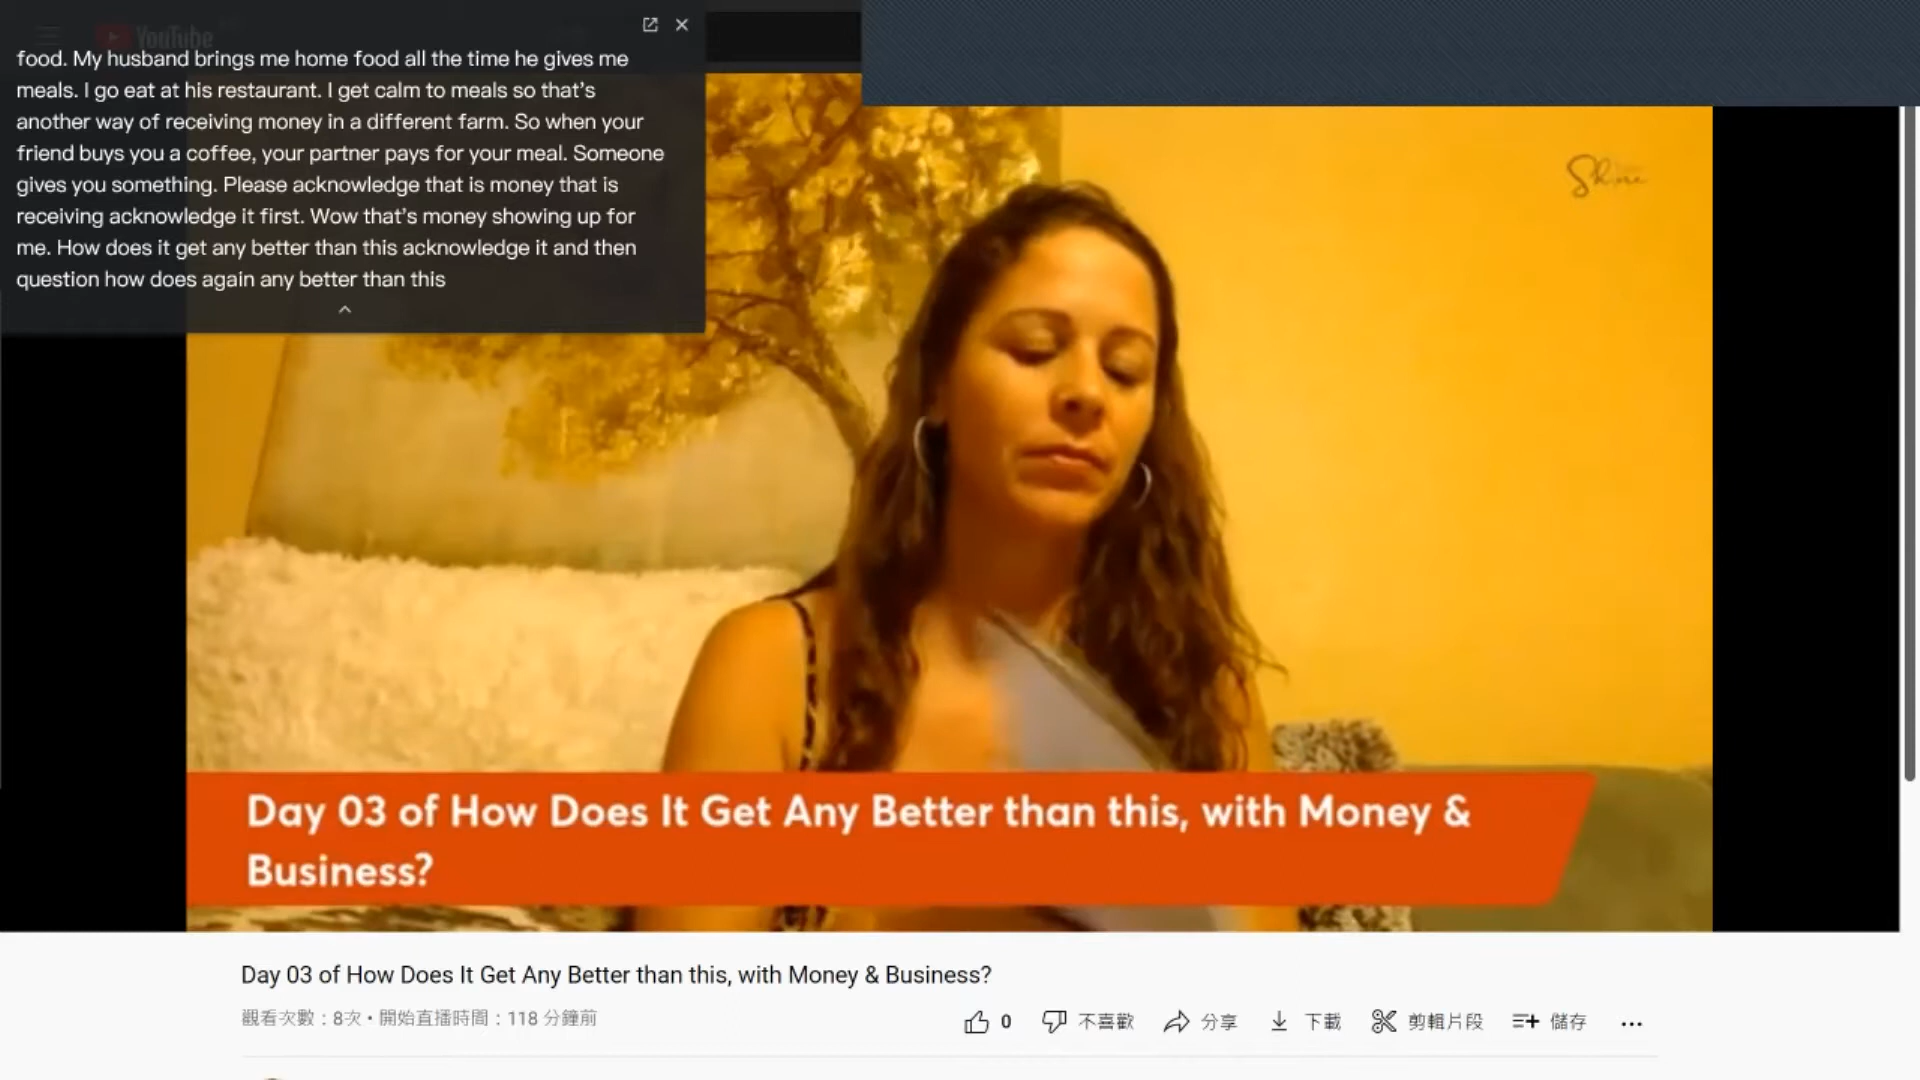 YouTube
food. My husband brings me home food all the time he gives me
meals. I go eat at his restaurant. I get calm to meals so that's
another way of receiving money in a different farm. So when your
friend buys you a coffee, your partner pays for your meal. Someone
gives you something. Please acknowledge that is money that is
receiving acknowledge it first. Wow that's money showing up for
me. How does it get any better than this acknowledge it and then
question how does again any better than this
Shine
Day 03 of How Does It Get Any Better than this, with Money &
Business?
Day 03 of How Does It Get Any Better than this, with Money & Business?
觀看次數：8次 • 開始直播時間：118 分鐘前
0 不喜歡 分享 下載 剪輯片段 儲存